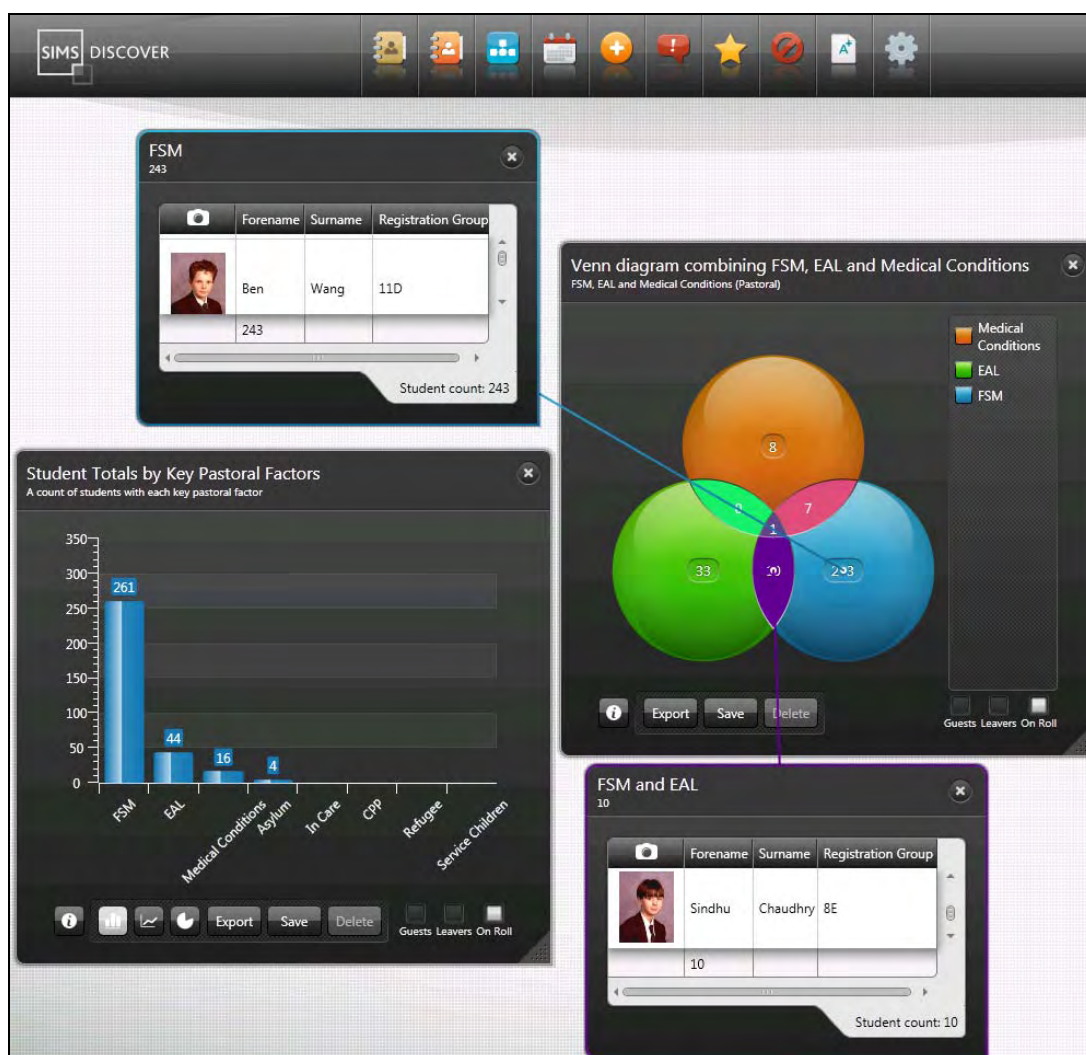 SIMS DISCOVER
FSM
243
Forename Surname Registration Group
Ben Wang 11D
243
Student count: 243
Venn diagram combining FSM, EAL and Medical Conditions
FSM, EAL and Medical Conditions (Pastoral)
Medical
Conditions
EAL
FSM
8
0 7
1
33 10 243
i Export Save Delete
Guests Leavers On Roll
Student Totals by Key Pastoral Factors
A count of students with each key pastoral factor
350
300
261
250
200
150
100
50
44
16
4
0
FSM
EAL
Medical Conditions
Asylum
In Care
CPP
Refugee
Service Children
i Export Save Delete
Guests Leavers On Roll
FSM and EAL
10
Forename Surname Registration Group
Sindhu Chaudhry 8E
10
Student count: 10